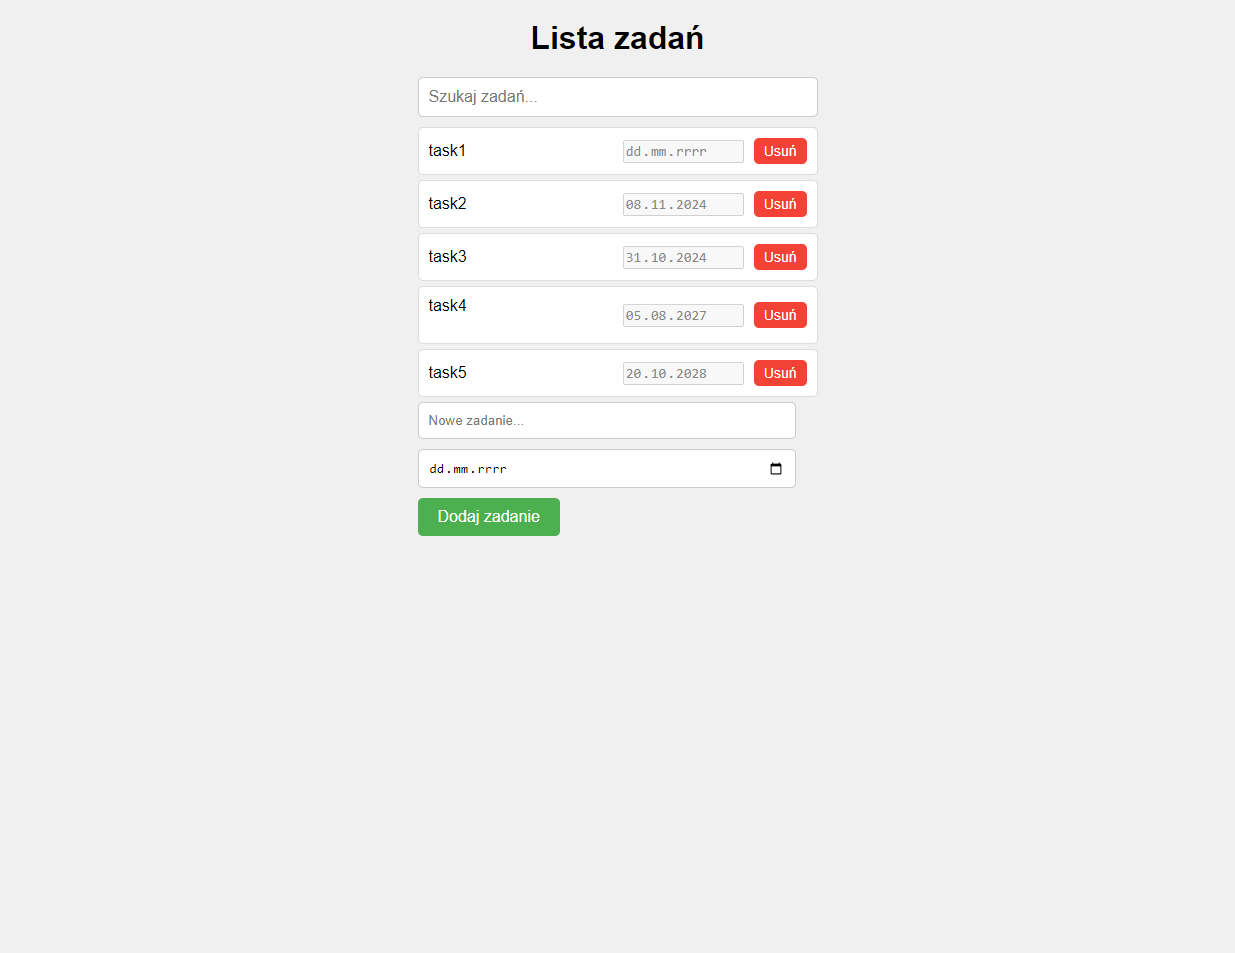 Lista zadań
Szukaj zadań...
task1 dd.mm.rrrr Usuń
task2 08.11.2024 Usuń
task3 31.10.2024 Usuń
task4 05.08.2027 Usuń
task5 20.10.2028 Usuń
Nowe zadanie...
dd.mm.rrrr
Dodaj zadanie